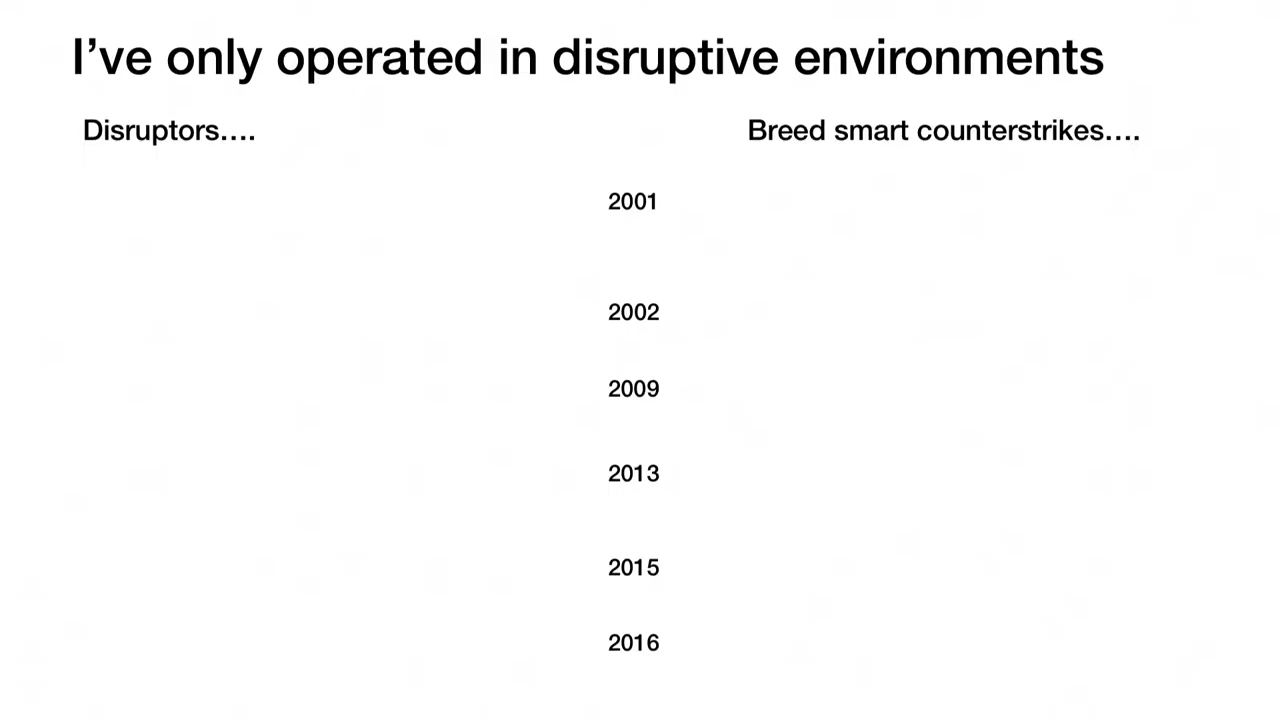 I’ve only operated in disruptive environments
Disruptors….
Breed smart counterstrikes….
2001
2002
2009
2013
2015
2016